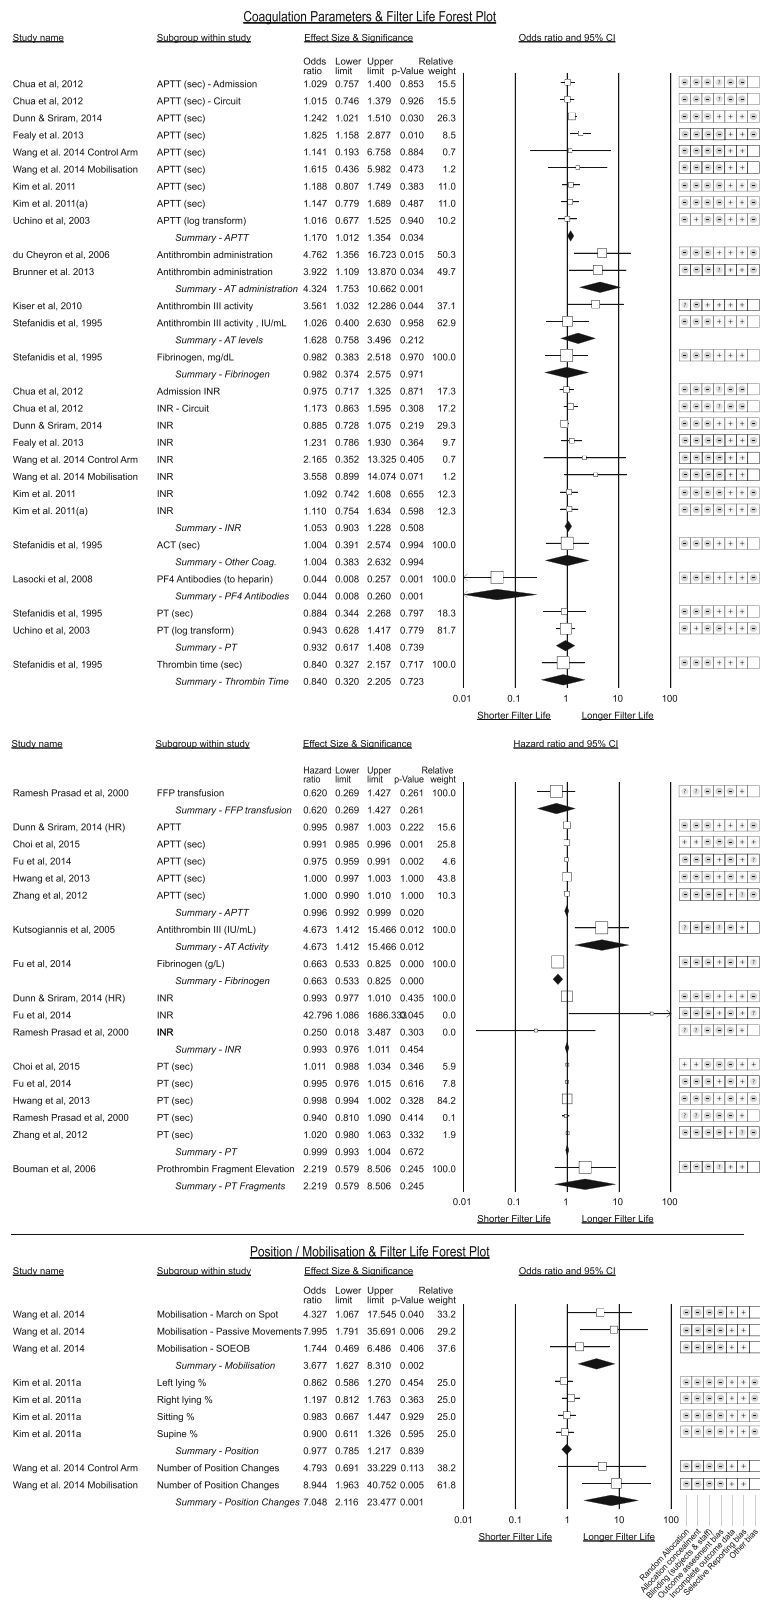 Coagulation Parameters & Filter Life Forest Plot
Study name Subgroup within study Effect Size & Significance Odds ratio and 95% CI
Odds Lower Upper Relative
ratio limit limit p-Value weight
Chua et al, 2012 APTT (sec) - Admission 1.029 0.757 1.400 0.853 15.5
Chua et al, 2012 APTT (sec) - Circuit 1.015 0.746 1.379 0.926 15.5
Dunn & Sriram, 2014 APTT (sec) 1.242 1.021 1.510 0.030 26.3
Fealy et al. 2013 APTT (sec) 1.825 1.158 2.877 0.010 8.5
Wang et al. 2014 Control Arm APTT (sec) 1.141 0.193 6.758 0.884 0.7
Wang et al. 2014 Mobilisation APTT (sec) 1.615 0.436 5.982 0.473 1.2
Kim et al. 2011 APTT (sec) 1.188 0.807 1.749 0.383 11.0
Kim et al. 2011(a) APTT (sec) 1.147 0.779 1.689 0.487 11.0
Uchino et al, 2003 APTT (log transform) 1.016 0.677 1.525 0.940 10.2
Summary - APTT 1.170 1.012 1.354 0.034
du Cheyron et al, 2006 Antithrombin administration 4.762 1.356 16.723 0.015 50.3
Brunner et al. 2013 Antithrombin administration 3.922 1.109 13.870 0.034 49.7
Summary - AT administration 4.324 1.753 10.662 0.001
Kiser et al, 2010 Antithrombin III activity 3.561 1.032 12.286 0.044 37.1
Stefanidis et al, 1995 Antithrombin III activity , IU/mL 1.026 0.400 2.630 0.958 62.9
Summary - AT levels 1.628 0.758 3.496 0.212
Stefanidis et al, 1995 Fibrinogen, mg/dL 0.982 0.383 2.518 0.970 100.0
Summary - Fibrinogen 0.982 0.374 2.575 0.971
Chua et al, 2012 Admission INR 0.975 0.717 1.325 0.871 17.3
Chua et al, 2012 INR - Circuit 1.173 0.863 1.595 0.308 17.2
Dunn & Sriram, 2014 INR 0.885 0.728 1.075 0.219 29.3
Fealy et al. 2013 INR 1.231 0.786 1.930 0.364 9.7
Wang et al. 2014 Control Arm INR 2.165 0.352 13.325 0.405 0.7
Wang et al. 2014 Mobilisation INR 3.558 0.899 14.074 0.071 1.2
Kim et al. 2011 INR 1.092 0.742 1.608 0.655 12.3
Kim et al. 2011(a) INR 1.110 0.754 1.634 0.598 12.3
Summary - INR 1.053 0.903 1.228 0.508
Stefanidis et al, 1995 ACT (sec) 1.004 0.391 2.574 0.994 100.0
Summary - Other Coag. 1.004 0.383 2.632 0.994
Lasocki et al, 2008 PF4 Antibodies (to heparin) 0.044 0.008 0.257 0.001 100.0
Summary - PF4 Antibodies 0.044 0.008 0.260 0.001
Stefanidis et al, 1995 PT (sec) 0.884 0.344 2.268 0.797 18.3
Uchino et al, 2003 PT (log transform) 0.943 0.628 1.417 0.779 81.7
Summary - PT 0.932 0.617 1.408 0.739
Stefanidis et al, 1995 Thrombin time (sec) 0.840 0.327 2.157 0.717 100.0
Summary - Thrombin Time 0.840 0.320 2.205 0.723
0.01 0.1 1 10 100
Shorter Filter Life Longer Filter Life
Study name Subgroup within study Effect Size & Significance Hazard ratio and 95% CI
Hazard Lower Upper Relative
ratio limit limit p-Value weight
Ramesh Prasad et al, 2000 FFP transfusion 0.620 0.269 1.427 0.261 100.0
Summary - FFP transfusion 0.620 0.269 1.427 0.261
Dunn & Sriram, 2014 (HR) APTT 0.995 0.987 1.003 0.222 15.6
Choi et al, 2015 APTT (sec) 0.991 0.985 0.996 0.001 25.8
Fu et al, 2014 APTT (sec) 0.975 0.959 0.991 0.002 4.6
Hwang et al, 2013 APTT (sec) 1.000 0.997 1.003 1.000 43.8
Zhang et al, 2012 APTT (sec) 1.000 0.990 1.010 1.000 10.3
Summary - APTT 0.996 0.992 0.999 0.020
Kutsogiannis et al, 2005 Antithrombin III (IU/mL) 4.673 1.412 15.466 0.012 100.0
Summary - AT Activity 4.673 1.412 15.466 0.012
Fu et al, 2014 Fibrinogen (g/L) 0.663 0.533 0.825 0.000 100.0
Summary - Fibrinogen 0.663 0.533 0.825 0.000
Dunn & Sriram, 2014 (HR) INR 0.993 0.977 1.010 0.435 100.0
Fu et al, 2014 INR 42.796 1.086 0.0
Ramesh Prasad et al, 2000 INR 0.250 0.018 3.487 0.303 0.0
Summary - INR 0.993 0.976 1.011 0.454
Choi et al, 2015 PT (sec) 1.011 0.988 1.034 0.346 5.9
Fu et al, 2014 PT (sec) 0.995 0.976 1.015 0.616 7.8
Hwang et al, 2013 PT (sec) 0.998 0.994 1.002 0.328 84.2
Ramesh Prasad et al, 2000 PT (sec) 0.940 0.810 1.090 0.414 0.1
Zhang et al, 2012 PT (sec) 1.020 0.980 1.063 0.332 1.9
Summary - PT 0.999 0.993 1.004 0.672
Bouman et al, 2006 Prothrombin Fragment Elevation 2.219 0.579 8.506 0.245 100.0
Summary - PT Fragments 2.219 0.579 8.506 0.245
0.01 0.1 1 10 100
Shorter Filter Life Longer Filter Life
Position / Mobilisation & Filter Life Forest Plot
Study name Subgroup within study Effect Size & Significance Odds ratio and 95% CI
Odds Lower Upper Relative
ratio limit limit p-Value weight
Wang et al. 2014 Mobilisation - March on Spot 4.327 1.067 17.545 0.040 33.2
Wang et al. 2014 Mobilisation - Passive Movements 7.995 1.791 35.691 0.006 29.2
Wang et al. 2014 Mobilisation - SOEOB 1.744 0.469 6.486 0.406 37.6
Summary - Mobilisation 3.677 1.627 8.310 0.002
Kim et al. 2011a Left lying % 0.862 0.586 1.270 0.454 25.0
Kim et al. 2011a Right lying % 1.197 0.812 1.763 0.363 25.0
Kim et al. 2011a Sitting % 0.983 0.667 1.447 0.929 25.0
Kim et al. 2011a Supine % 0.900 0.611 1.326 0.595 25.0
Summary - Position 0.977 0.785 1.217 0.839
Wang et al. 2014 Control Arm Number of Position Changes 4.793 0.691 33.229 0.113 38.2
Wang et al. 2014 Mobilisation Number of Position Changes 8.944 1.963 40.752 0.005 61.8
Summary - Position Changes 7.048 2.116 23.477 0.001
0.01 0.1 1 10 100
Shorter Filter Life Longer Filter Life
Random Allocation
Allocation concealment
Blinding (subjects & staff)
Outcome assesment bias
Incomplete outcome data
Selective Reporting bias
Other bias